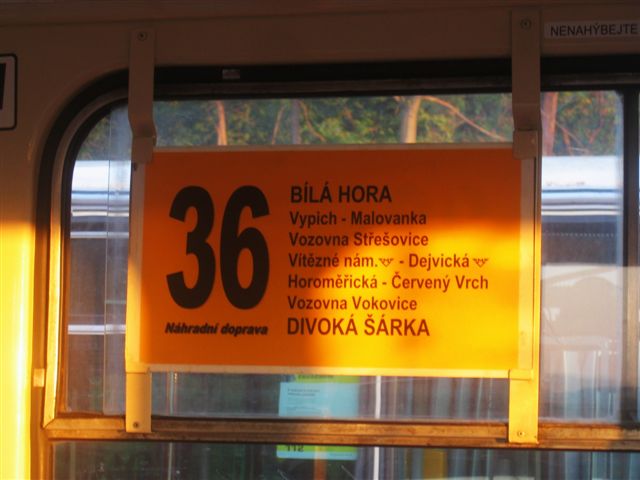 NENAHÝBEJTE
36
Náhradní doprava
BÍLÁ HORA
Vypich - Malovanka
Vozovna Střešovice
Vítězné nám. - Dejvická
Horoměřická - Červený Vrch
Vozovna Vokovice
DIVOKÁ ŠÁRKA